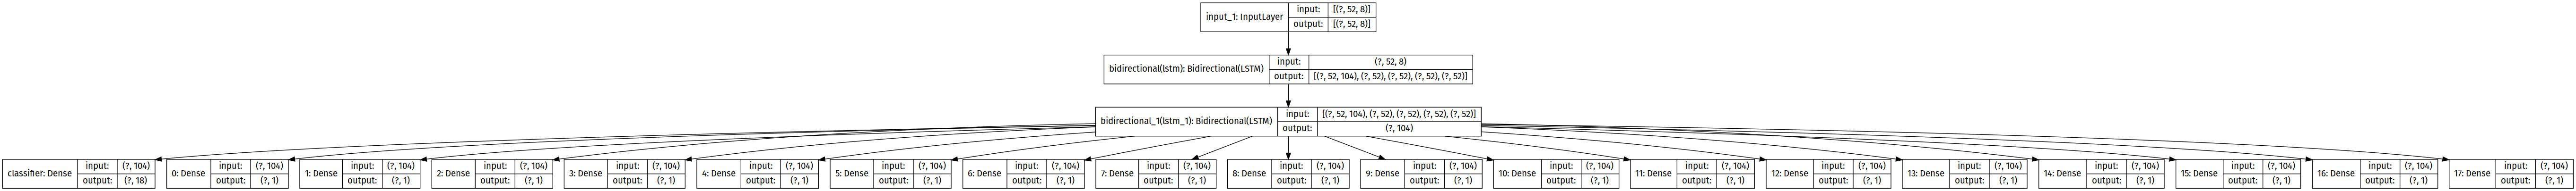 input_1: InputLayer input: [(?, 52, 8)]
output: [(?, 52, 8)]
bidirectional(lstm): Bidirectional(LSTM) input: (?, 52, 8)
output: [(?, 52, 104), (?, 52), (?, 52), (?, 52), (?, 52)]
bidirectional_1(lstm_1): Bidirectional(LSTM) input: [(?, 52, 104), (?, 52), (?, 52), (?, 52), (?, 52)]
output: (?, 104)
classifier: Dense input: (?, 104)
output: (?, 18)
0: Dense input: (?, 104)
output: (?, 1)
1: Dense input: (?, 104)
output: (?, 1)
2: Dense input: (?, 104)
output: (?, 1)
3: Dense input: (?, 104)
output: (?, 1)
4: Dense input: (?, 104)
output: (?, 1)
5: Dense input: (?, 104)
output: (?, 1)
6: Dense input: (?, 104)
output: (?, 1)
7: Dense input: (?, 104)
output: (?, 1)
8: Dense input: (?, 104)
output: (?, 1)
9: Dense input: (?, 104)
output: (?, 1)
10: Dense input: (?, 104)
output: (?, 1)
11: Dense input: (?, 104)
output: (?, 1)
12: Dense input: (?, 104)
output: (?, 1)
13: Dense input: (?, 104)
output: (?, 1)
14: Dense input: (?, 104)
output: (?, 1)
15: Dense input: (?, 104)
output: (?, 1)
16: Dense input: (?, 104)
output: (?, 1)
17: Dense input: (?, 104)
output: (?, 1)